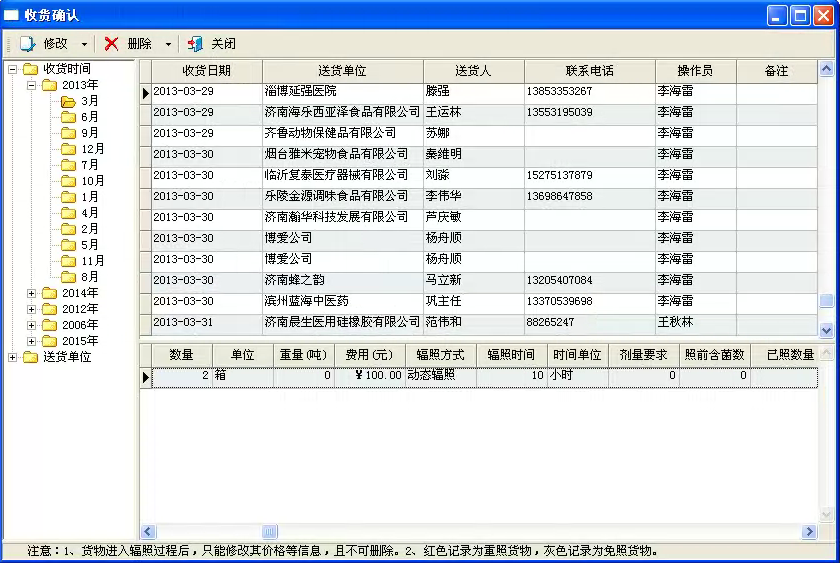 收货确认
修改 删除 关闭
收货时间
2013年
3月
6月
9月
12月
7月
10月
1月
4月
2月
5月
11月
8月
2014年
2012年
2006年
2015年
送货单位
收货日期 送货单位 送货人 联系电话 操作员 备注
2013-03-29 淄博延强医院 滕强 13853353267 李海雷
2013-03-29 济南海乐西亚泽食品有限公司 王运林 13553195039 李海雷
2013-03-29 齐鲁动物保健品有限公司 苏娜 李海雷
2013-03-30 烟台雅米宠物食品有限公司 秦维明 李海雷
2013-03-30 临沂复泰医疗器械有限公司 刘淼 15275137879 李海雷
2013-03-30 乐陵金源调味食品有限公司 李伟华 13698647858 李海雷
2013-03-30 济南瀚华科技发展有限公司 芦庆敏 李海雷
2013-03-30 博爱公司 杨舟顺 李海雷
2013-03-30 博爱公司 杨舟顺 李海雷
2013-03-30 济南蜂之韵 马立新 13205407084 李海雷
2013-03-30 滨州蓝海中医药 巩主任 13370539698 李海雷
2013-03-31 济南晨生医用硅橡胶有限公司 范伟和 88265247 王秋林
数量 单位 重量(吨) 费用(元) 辐照方式 辐照时间 时间单位 剂量要求 照前含菌数 已照数量
2 箱 0 ￥100.00 动态辐照 10 小时 0 0
注意：1、货物进入辐照过程后，只能修改其价格等信息，且不可删除。2、红色记录为重照货物，灰色记录为免照货物。